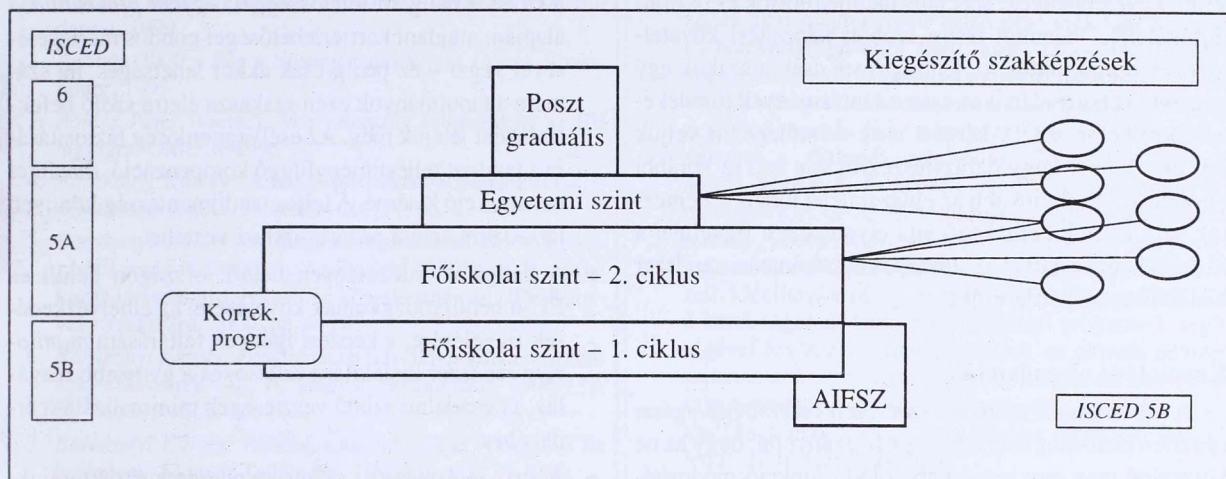 ISCED
6
5A
5B
Poszt
graduális
Egyetemi szint
Főiskolai szint – 2. ciklus
Korrek.
progr.
Főiskolai szint – 1. ciklus
AIFSZ
Kiegészítő szakképzések
ISCED 5B